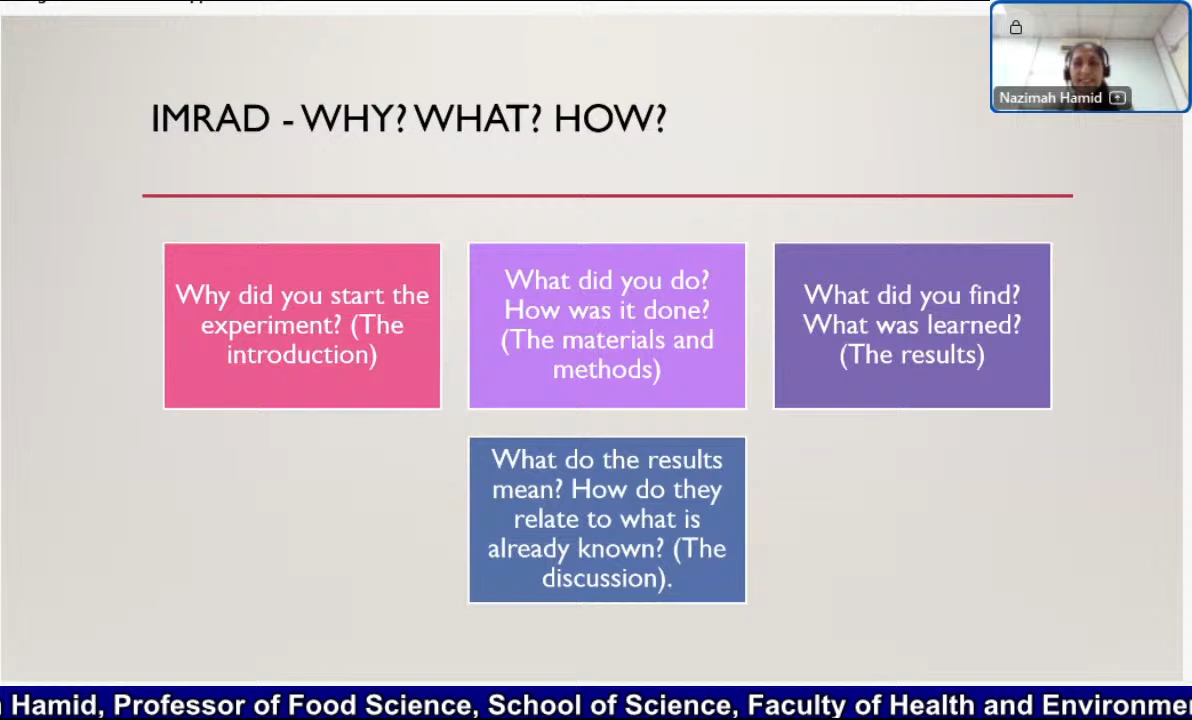 Nazimah Hamid
IMRAD - WHY? WHAT? HOW?
Why did you start the
experiment? (The
introduction)
What did you do?
How was it done?
(The materials and
methods)
What did you find?
What was learned?
(The results)
What do the results
mean? How do they
relate to what is
already known? (The
discussion).
Hamid, Professor of Food Science, School of Science, Faculty of Health and Environme